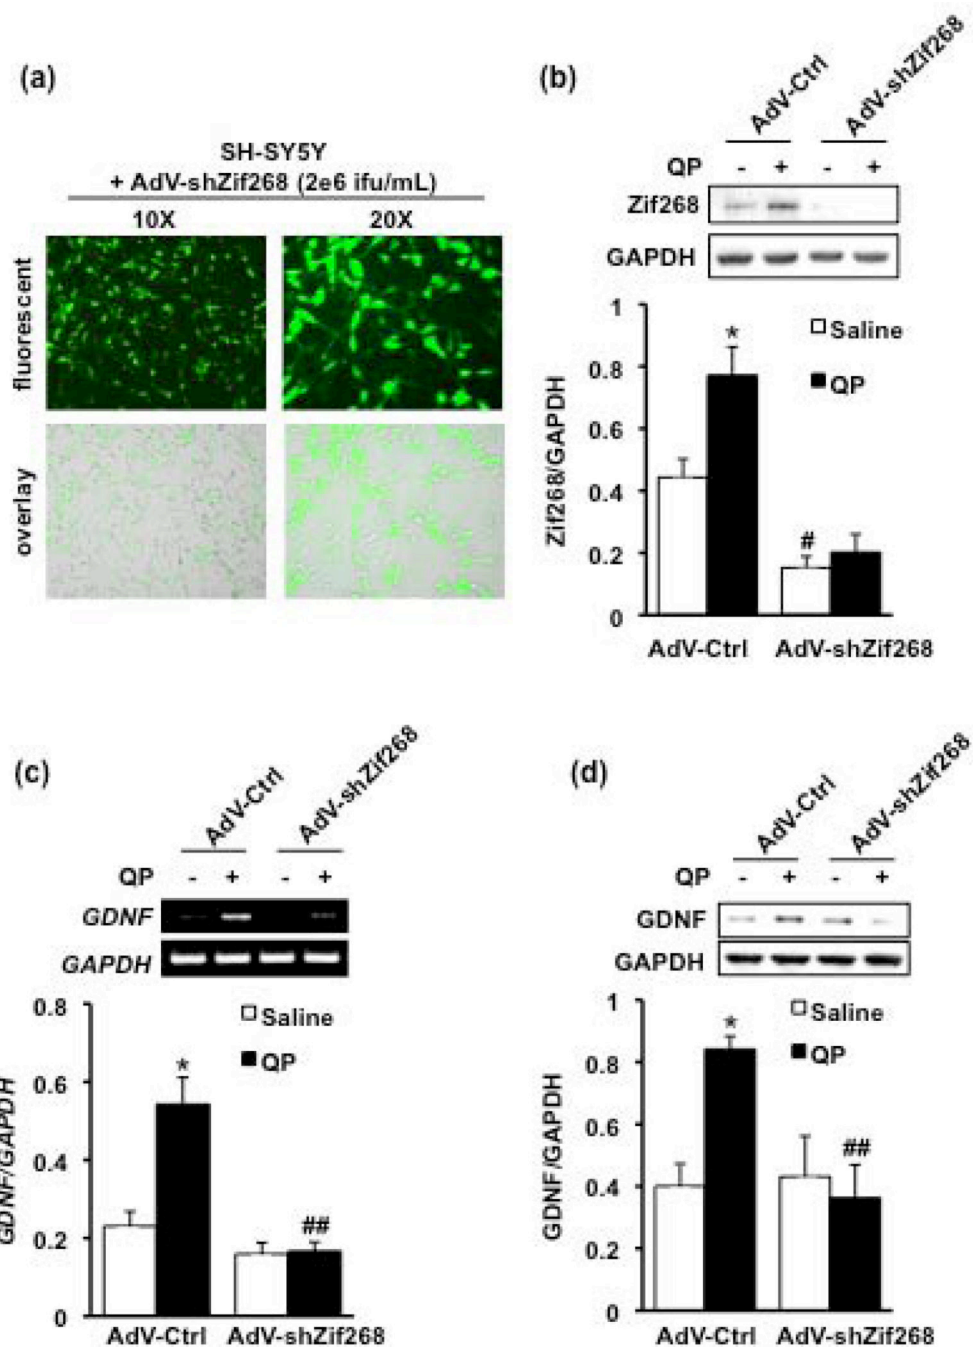 (a)
SH-SY5Y
+ AdV-shZif268 (2e6 ifu/mL)
10X 20X
fluorescent
overlay
(b)
AdV-Ctrl AdV-shZif268
QP - + - +
Zif268
GAPDH
Zif268/GAPDH
1
0.8
0.6
0.4
0.2
0
Saline
QP
*
#
AdV-Ctrl AdV-shZif268
(c)
AdV-Ctrl AdV-shZif268
QP - + - +
GDNF
GAPDH
GDNF/GAPDH
0.8
0.6
0.4
0.2
0
Saline
QP
*
##
AdV-Ctrl AdV-shZif268
(d)
AdV-Ctrl AdV-shZif268
QP - + - +
GDNF
GAPDH
GDNF/GAPDH
1
0.8
0.6
0.4
0.2
0
Saline
QP
*
##
AdV-Ctrl AdV-shZif268